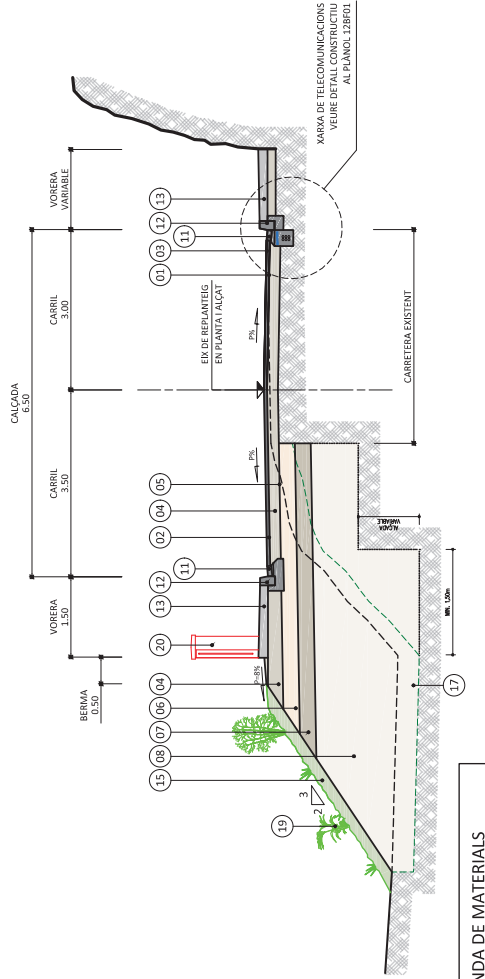 CALÇADA
6.50
BERMA
0.50
VORERA
1.50
CARRIL
3.50
CARRIL
3.00
VORERA
VARIABLE
19
15
08
07
06
04
20
13
12
11
02
04
05
01
03
11
12
13
EIX DE REPLANTEIG
EN PLANTA I ALÇAT
P=8%
P%
P%
3
2
17
MIN. 1.50m
ALÇADA
VARIABLE
CARRETERA EXISTENT
XARXA DE TELECOMUNICACIONS
VEURE DETALL CONSTRUCTIU
AL PLÀNOL 12BF01
NDA DE MATERIALS